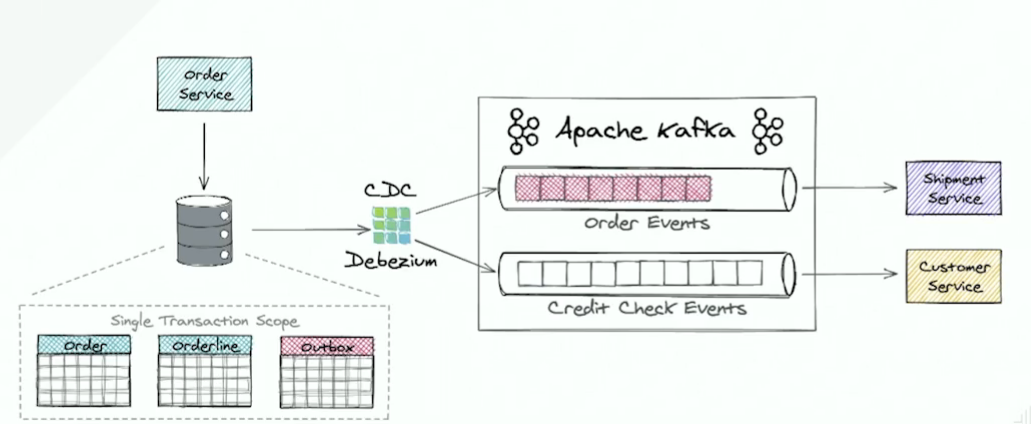 Order
Service
CDC
Debezium
Apache Kafka
Order Events
Credit Check Events
Shipment
Service
Customer
Service
Single Transaction Scope
Order
Orderline
Outbox